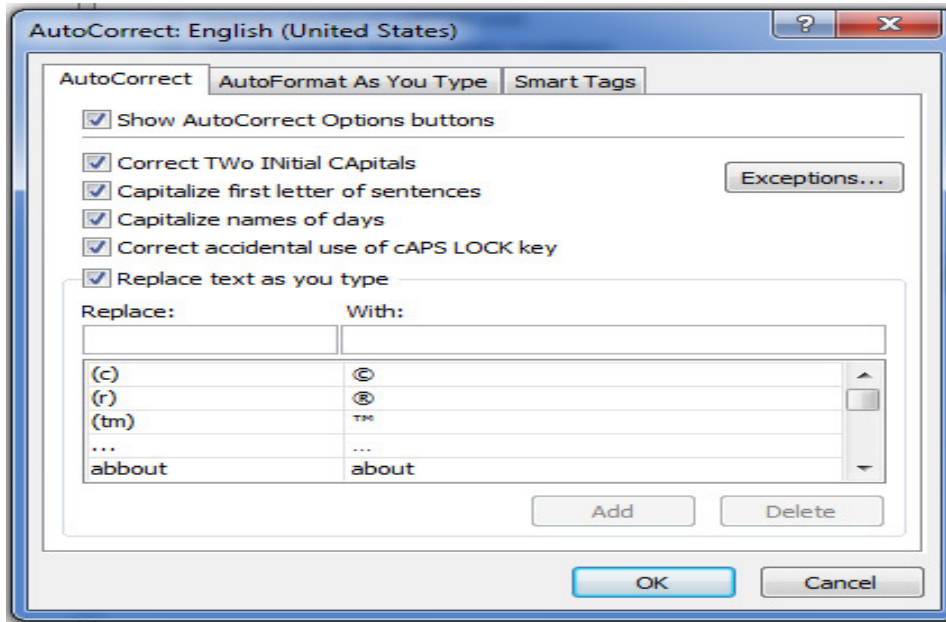 AutoCorrect: English (United States)
AutoCorrect AutoFormat As You Type Smart Tags
Show AutoCorrect Options buttons
Correct TWo INitial CApitals
Exceptions...
Capitalize first letter of sentences
Capitalize names of days
Correct accidental use of cAPS LOCK key
Replace text as you type
Replace: With:
(c) ©
(r) ®
(tm) ™
... ...
abbout about
Add Delete
OK Cancel